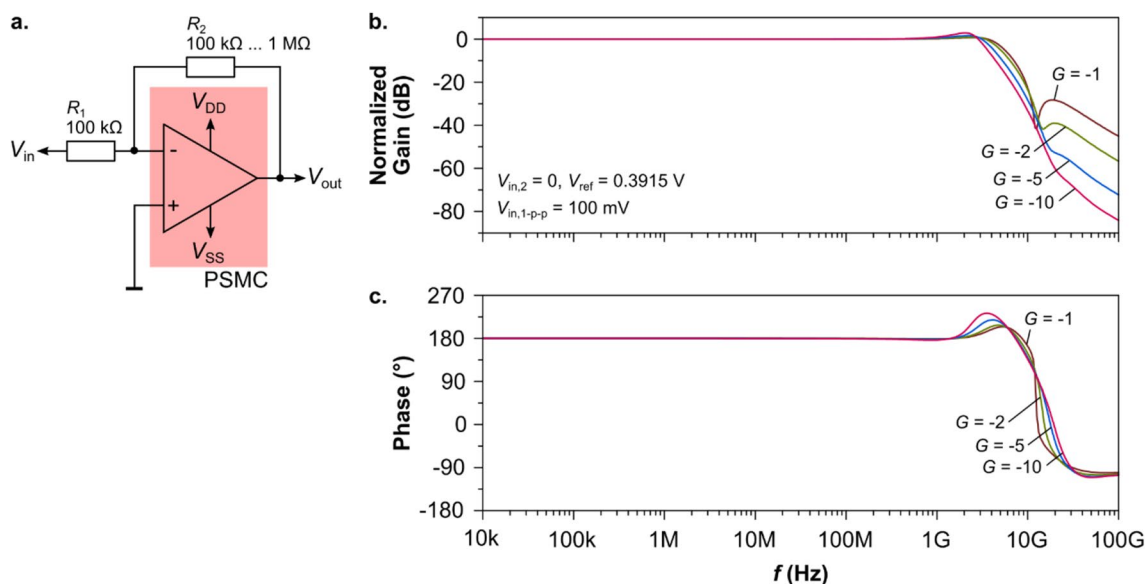 a.
R2
100 kΩ ... 1 MΩ
R1
100 kΩ
VDD
Vin
-
+
Vout
VSS
PSMC
b.
Normalized
Gain (dB)
0
-20
-40
-60
-80
G = -1
G = -2
G = -5
G = -10
Vin,2 = 0, Vref = 0.3915 V
Vin,1-p-p = 100 mV
c.
Phase (°)
270
180
90
0
-90
-180
G = -1
G = -2
G = -5
G = -10
10k 100k 1M 10M 100M 1G 10G 100G
f (Hz)